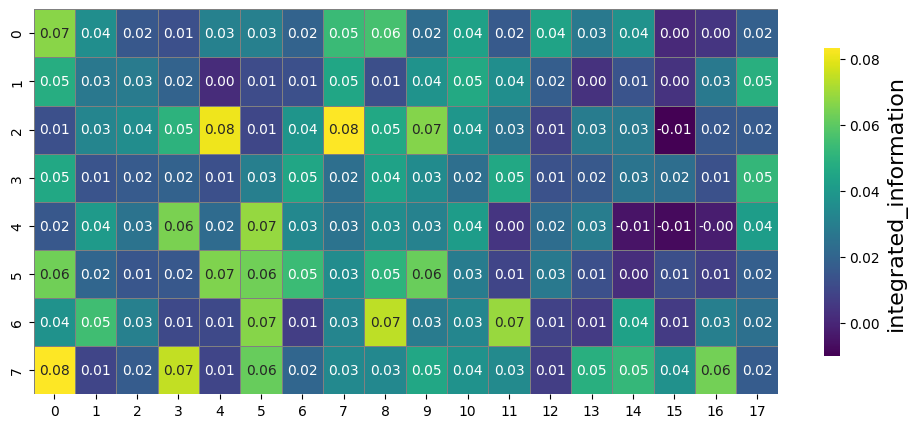 0 0.07 0.04 0.02 0.01 0.03 0.03 0.02 0.05 0.06 0.02 0.04 0.02 0.04 0.03 0.04 0.00 0.00 0.02
1 0.05 0.03 0.03 0.02 0.00 0.01 0.01 0.05 0.01 0.04 0.05 0.04 0.02 0.00 0.01 0.00 0.03 0.05
2 0.01 0.03 0.04 0.05 0.08 0.01 0.04 0.08 0.05 0.07 0.04 0.03 0.01 0.03 0.03 -0.01 0.02 0.02
3 0.05 0.01 0.02 0.02 0.01 0.03 0.05 0.02 0.04 0.03 0.02 0.05 0.01 0.02 0.03 0.02 0.01 0.05
4 0.02 0.04 0.03 0.06 0.02 0.07 0.03 0.03 0.03 0.03 0.04 0.00 0.02 0.03 -0.01 -0.01 -0.00 0.04
5 0.06 0.02 0.01 0.02 0.07 0.06 0.05 0.03 0.05 0.06 0.03 0.01 0.03 0.01 0.00 0.01 0.01 0.02
6 0.04 0.05 0.03 0.01 0.01 0.07 0.01 0.03 0.07 0.03 0.03 0.07 0.01 0.01 0.04 0.01 0.03 0.02
7 0.08 0.01 0.02 0.07 0.01 0.06 0.02 0.03 0.03 0.05 0.04 0.03 0.01 0.05 0.05 0.04 0.06 0.02
0 1 2 3 4 5 6 7 8 9 10 11 12 13 14 15 16 17
0.08
0.06
0.04
0.02
0.00
integrated_information